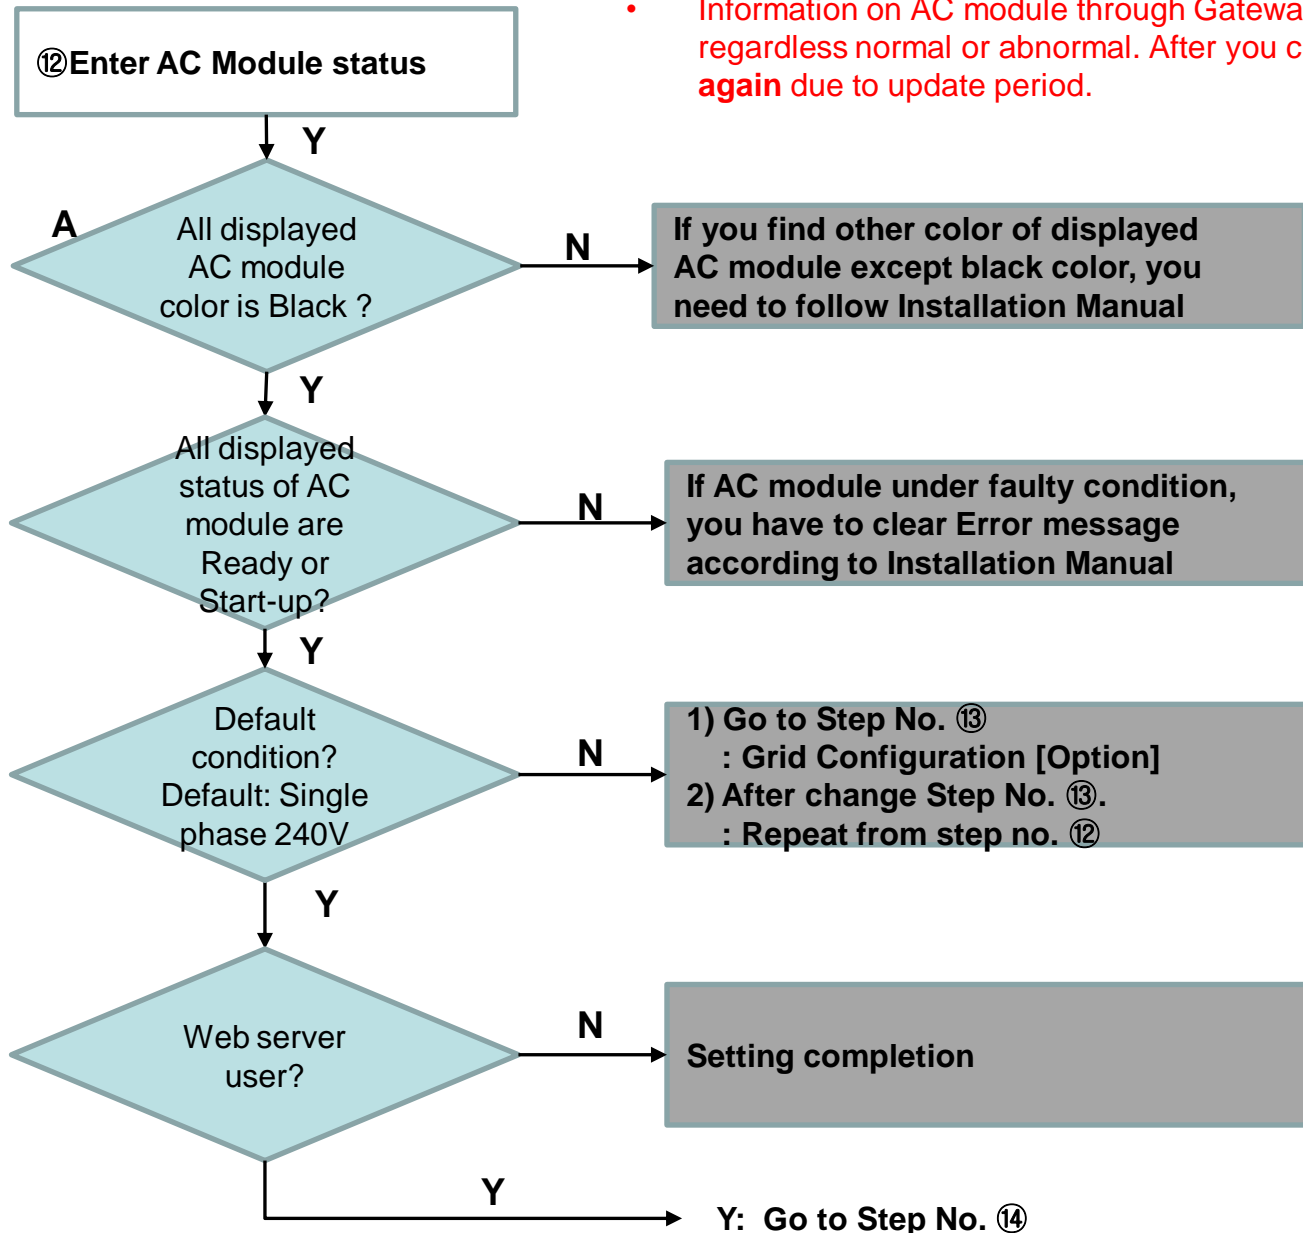 ⑫Enter AC Module status
• Information on AC module through
regardless normal or abnormal. After you
again due to update period.
Y
A
All displayed
AC module
color is Black ?
N
If you find other color of displayed
AC module except black color, you
need to follow Installation Manual
Y
All displayed
status of AC
module are
Ready or
Start-up?
N
If AC module under faulty condition,
you have to clear Error message
according to Installation Manual
Y
Default
condition?
Default: Single
phase 240V
N
1) Go to Step No. ⑬
: Grid Configuration [Option]
2) After change Step No. ⑬.
: Repeat from step no. ⑫
Y
Web server
user?
N
Setting completion
Y
Y: Go to Step No. ⑭